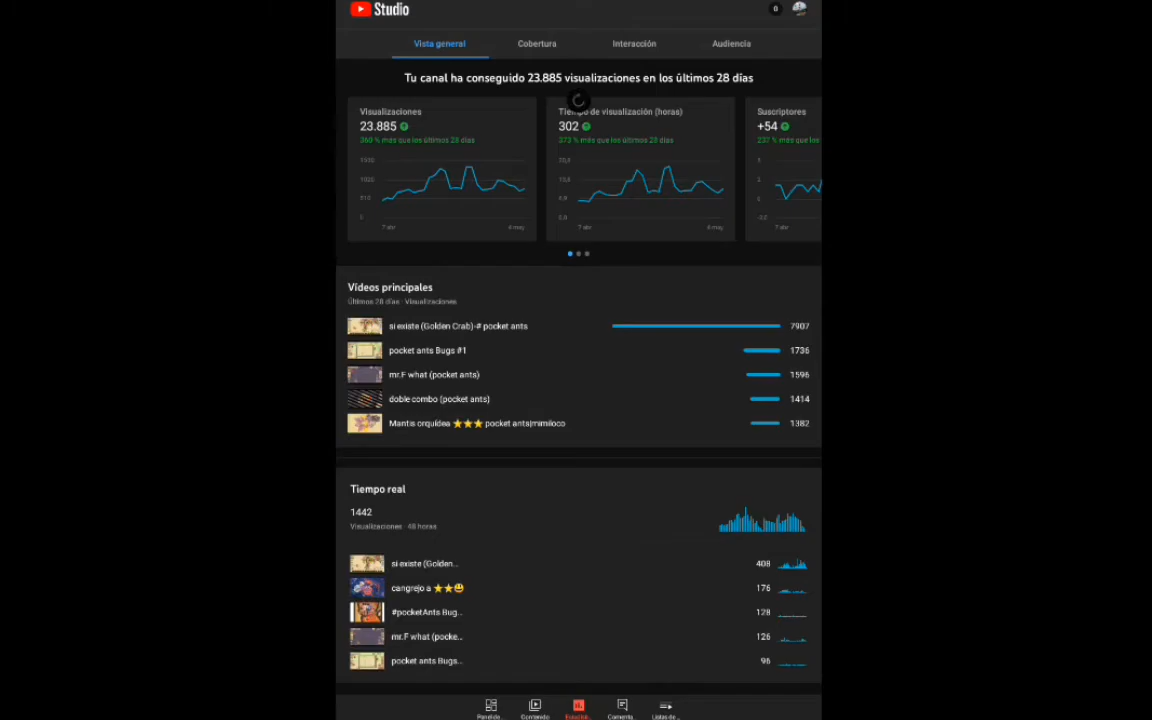 Studio
0
Vista general
Cobertura
Interacción
Audiencia
Tu canal ha conseguido 23.885 visualizaciones en los últimos 28 días
Visualizaciones
23.885
360 % más que los últimos 28 días
7 abr
6 may
Tiempo de visualización (horas)
302
373 % más que los últimos 28 días
7 abr
6 may
Suscriptores
+54
237 % más que los
7 abr
Vídeos principales
Últimos 28 días · Visualizaciones
si existe (Golden Crab)-# pocket ants 7907
pocket ants Bugs #1 1736
mr.F what (pocket ants) 1596
doble combo (pocket ants) 1414
Mantis orquídea ⭐⭐⭐ pocket ants|mimiloco 1382
Tiempo real
1442
Visualizaciones · 48 horas
si existe (Golden... 408
cangrejo a ⭐⭐😃 176
#pocketAnts Bug... 128
mr.F what (pocke... 126
pocket ants Bugs... 96
Contenido
Comenta...
Listas de ...